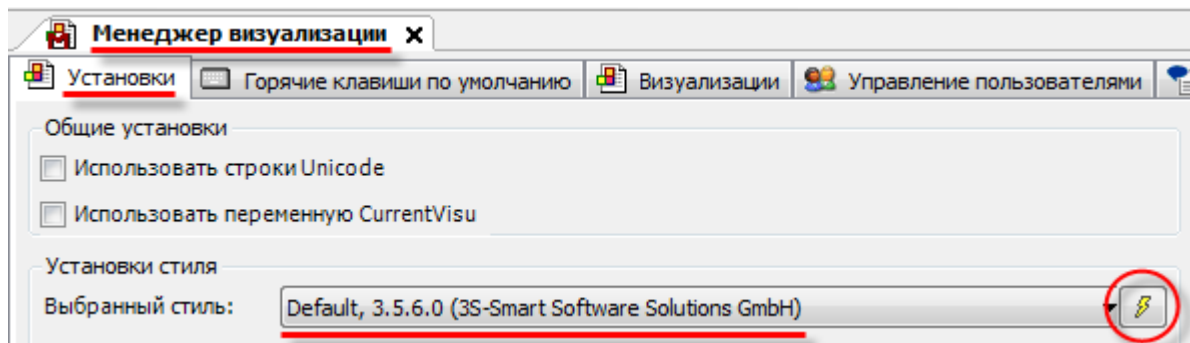 Менеджер визуализации x
Установки Горячие клавиши по умолчанию Визуализации Управление пользователями
Общие установки
Использовать строки Unicode
Использовать переменную CurrentVisu
Установки стиля
Выбранный стиль: Default, 3.5.6.0 (3S-Smart Software Solutions GmbH)